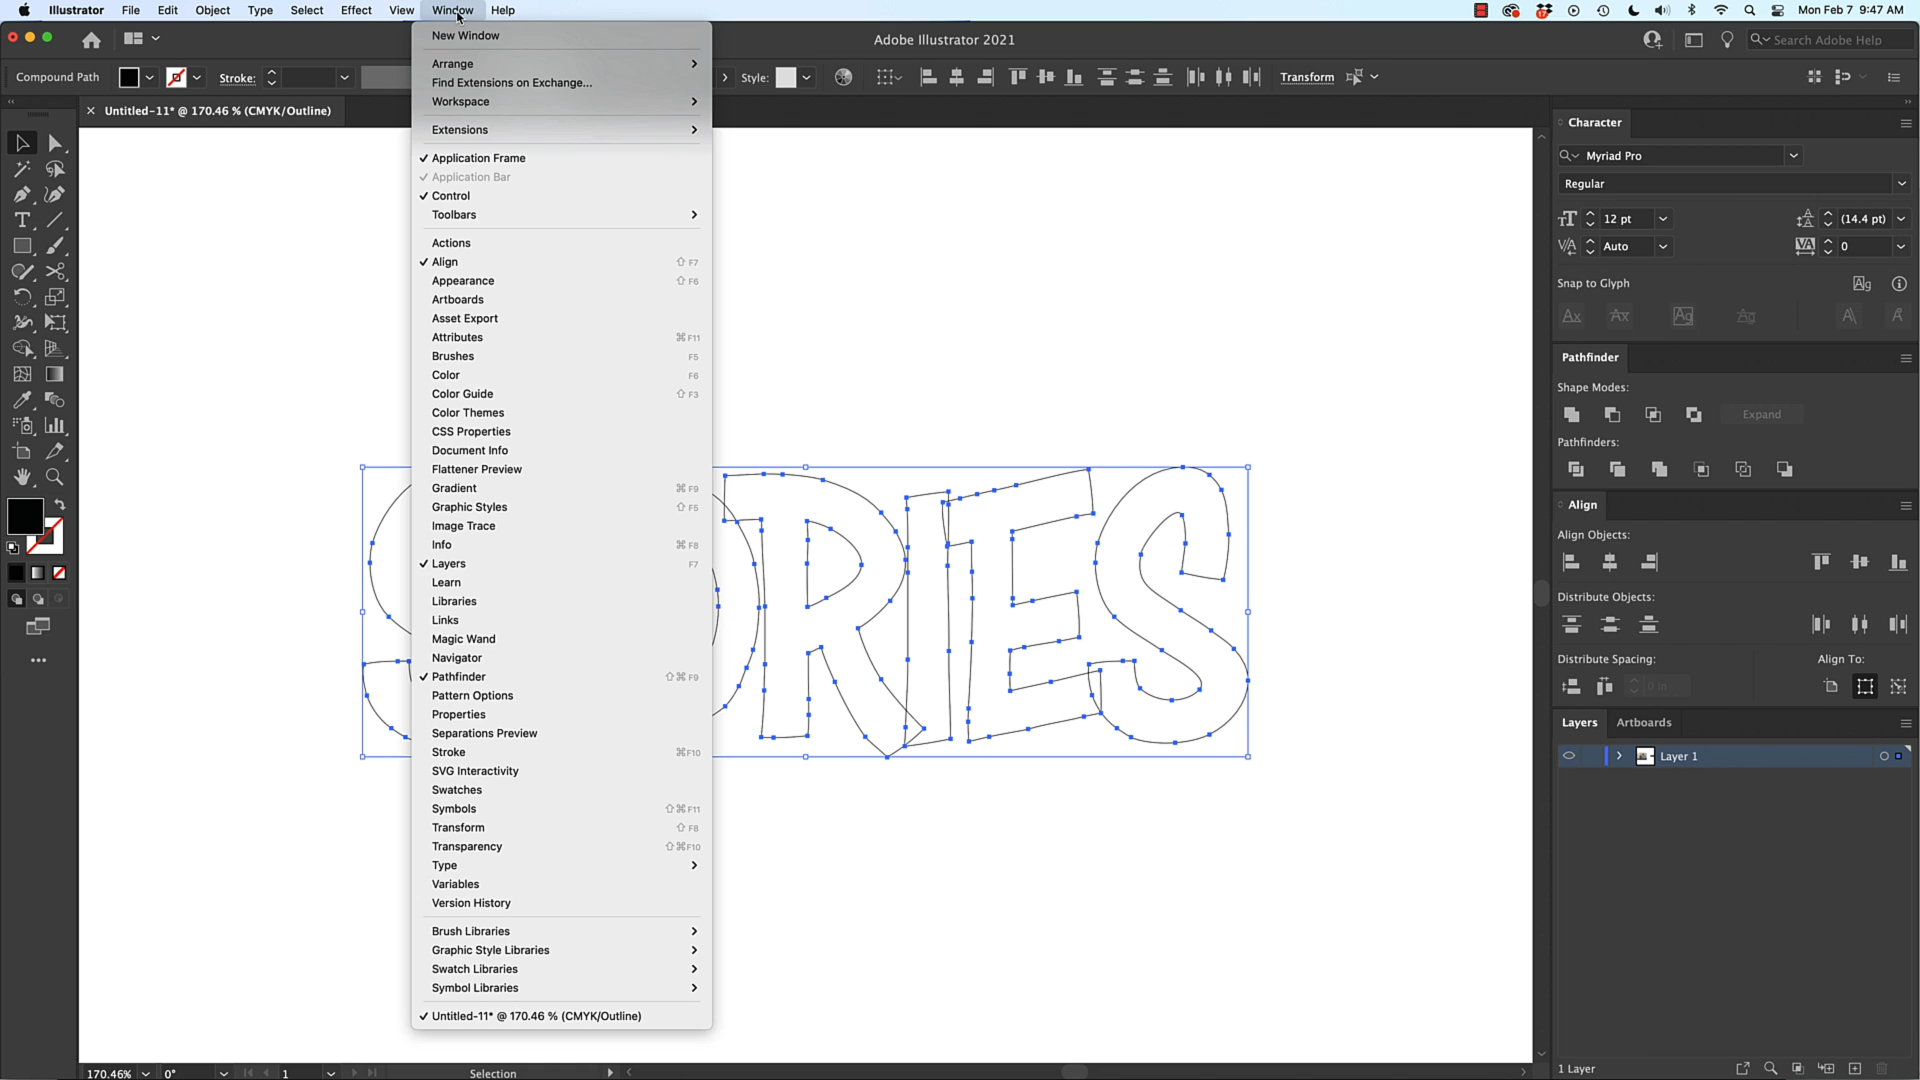 Illustrator File Edit Object Type Select Effect View Window Help Mon Feb 7 9:47 AM
Adobe Illustrator 2021
Search Adobe Help
Compound Path Stroke: Style: Transform
Untitled-11* @ 170.46 % (CMYK/Outline)
New Window
Arrange
Find Extensions on Exchange...
Workspace
Extensions
Application Frame
Application Bar
Control
Toolbars
Actions
Align ⇧ F7
Appearance ⇧ F6
Artboards
Asset Export
Attributes ⌘F11
Brushes F5
Color F6
Color Guide ⇧ F3
Color Themes
CSS Properties
Document Info
Flattener Preview
Gradient ⌘ F9
Graphic Styles ⇧ F5
Image Trace
Info ⌘ F8
Layers F7
Learn
Libraries
Links
Magic Wand
Navigator
Pathfinder ⇧⌘ F9
Pattern Options
Properties
Separations Preview
Stroke ⌘F10
SVG Interactivity
Swatches
Symbols ⇧⌘F11
Transform ⇧ F8
Transparency ⇧⌘F10
Type
Variables
Version History
Brush Libraries
Graphic Style Libraries
Swatch Libraries
Symbol Libraries
Untitled-11* @ 170.46 % (CMYK/Outline)
RIES
Character
Myriad Pro
Regular
12 pt (14.4 pt)
Auto 0
Snap to Glyph
Pathfinder
Shape Modes:
Expand
Pathfinders:
Align
Align Objects:
Distribute Objects:
Distribute Spacing: Align To:
0 in
Layers Artboards
Layer 1
1 Layer
170.46% 0° 1 Selection